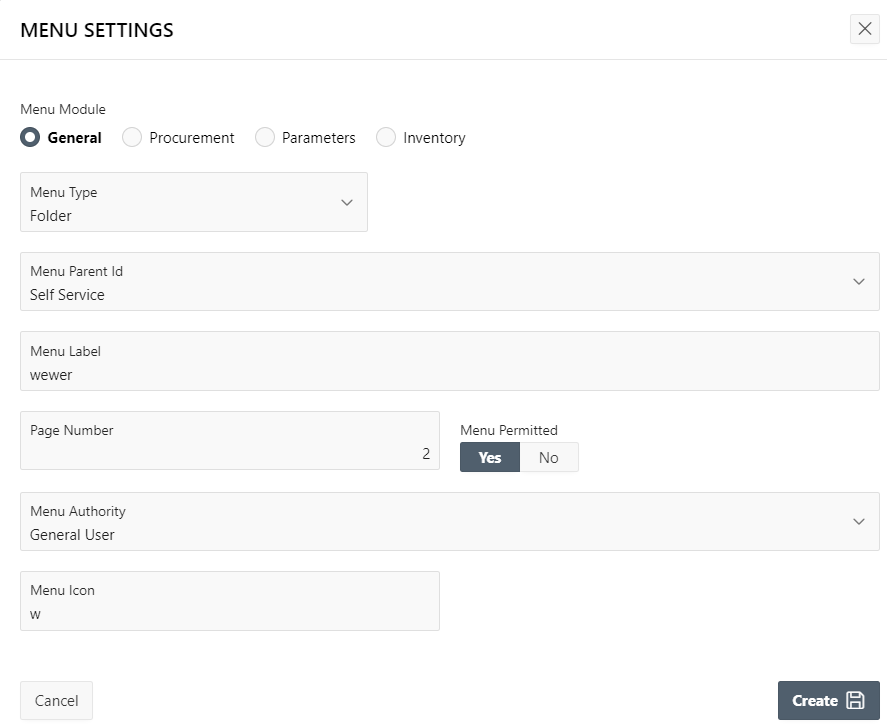 MENU SETTINGS
Menu Module
General Procurement Parameters Inventory
Menu Type
Folder
Menu Parent Id
Self Service
Menu Label
wewer
Page Number
2
Menu Permitted
Yes No
Menu Authority
General User
Menu Icon
w
Cancel Create